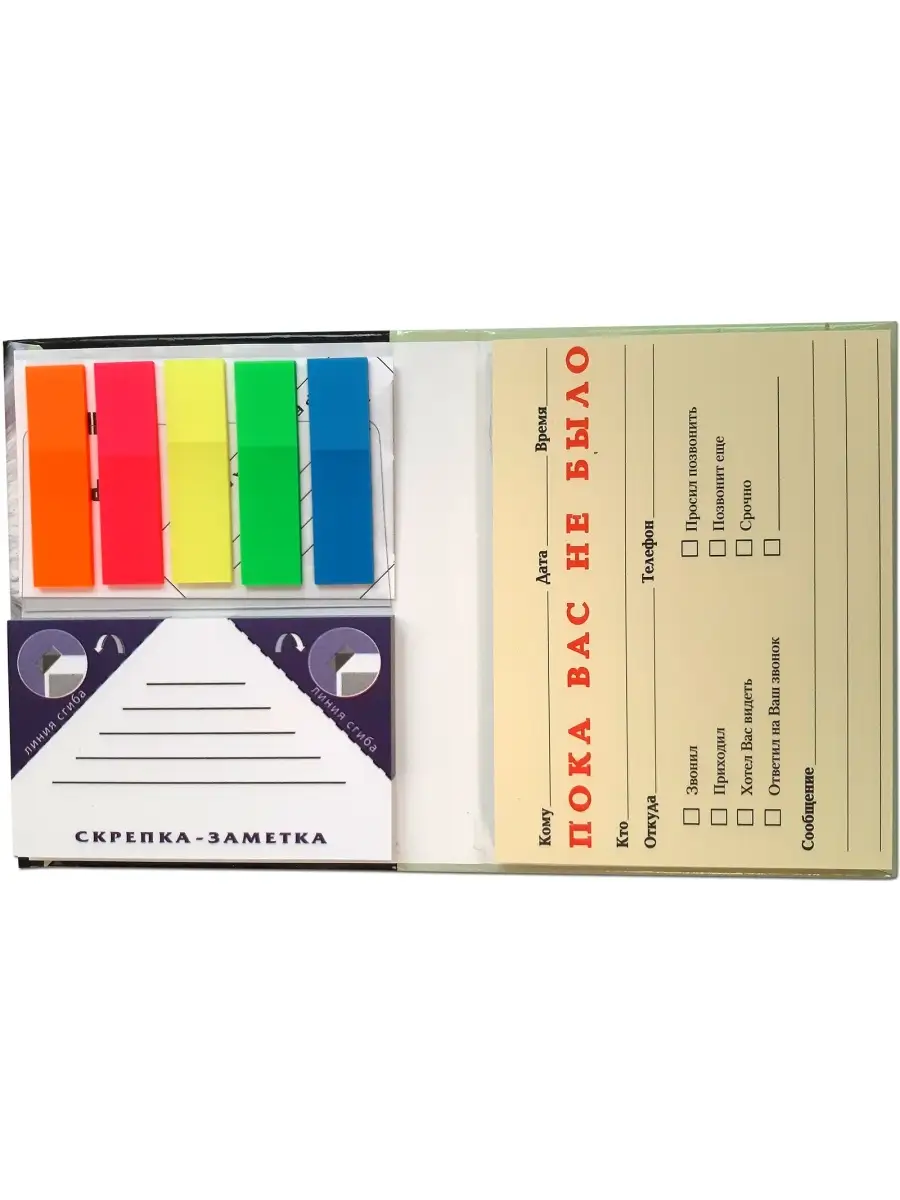 линия сгиба
линия сгиба
СКРЕПКА-ЗАМЕТКА
Кому Дата Время
ПОКА ВАС НЕ БЫЛО
Кто
Откуда Телефон
Звонил Просил позвонить
Приходил Позвонит еще
Хотел Вас видеть Срочно
Ответил на Ваш звонок
Сообщение